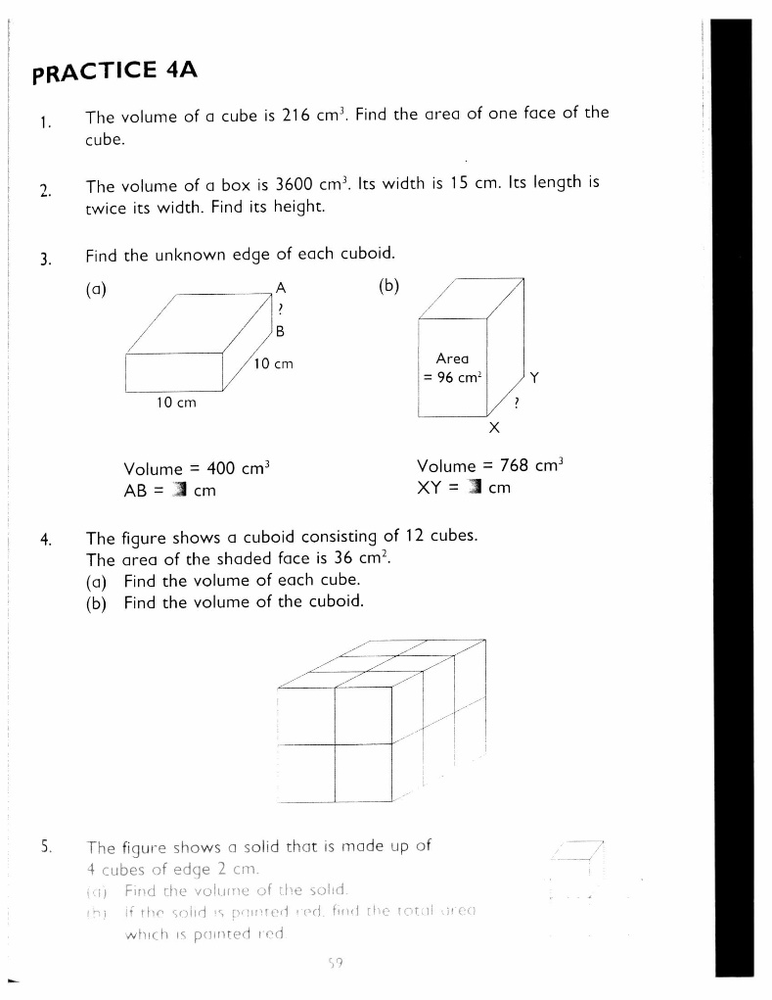 PRACTICE 4A
1. The volume of a cube is 216 cm³. Find the area of one face of the
cube.
2. The volume of a box is 3600 cm³. Its width is 15 cm. Its length is
twice its width. Find its height.
3. Find the unknown edge of each cuboid.
(a) (b)
A
?
B
10 cm
10 cm
Area
= 96 cm²
Y
?
X
Volume = 400 cm³ Volume = 768 cm³
AB = cm XY = cm
4. The figure shows a cuboid consisting of 12 cubes.
The area of the shaded face is 36 cm².
(a) Find the volume of each cube.
(b) Find the volume of the cuboid.
5. The figure shows a solid that is made up of
4 cubes of edge 2 cm.
(a) Find the volume of the solid.
(b) If the solid is painted red, find the total area
which is painted red
59